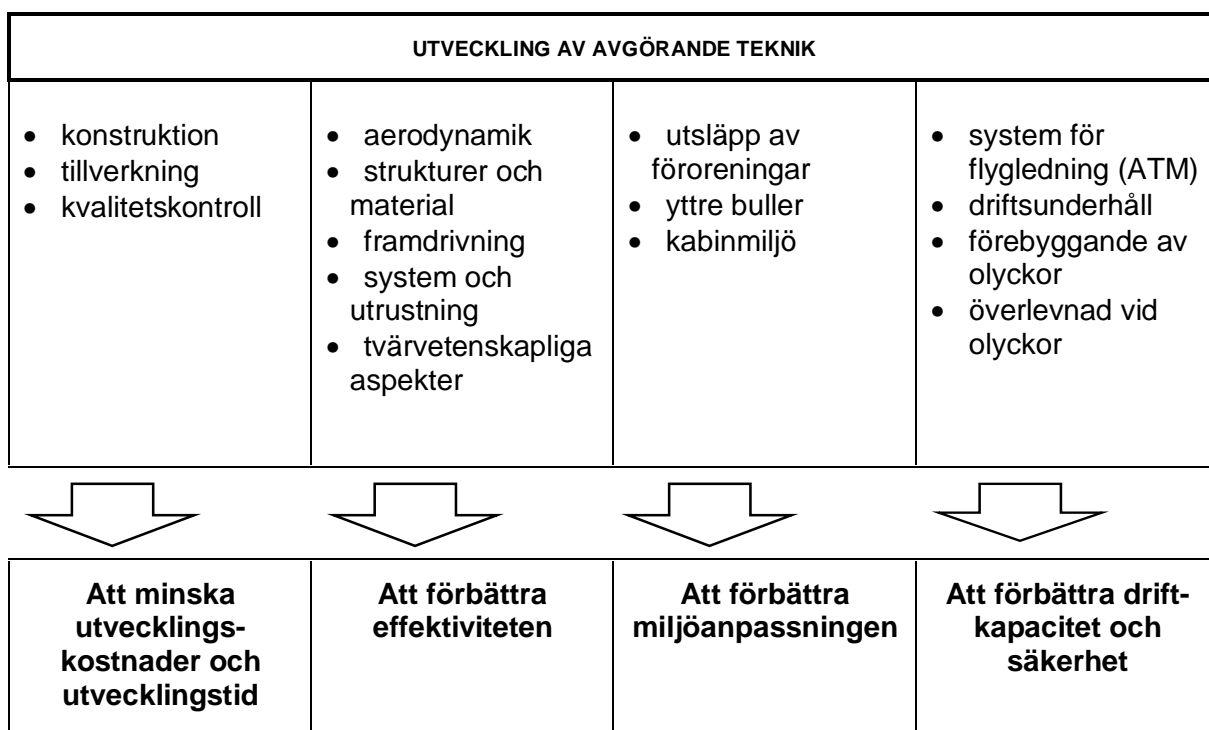 UTVECKLING AV AVGÖRANDE TEKNIK
• konstruktion
• tillverkning
• kvalitetskontroll
• aerodynamik
• strukturer och
material
• framdrivning
• system och
utrustning
• tvärvetenskapliga
aspekter
• utsläpp av
föroreningar
• yttre buller
• kabinmiljö
• system för
flygledning (ATM)
• driftsunderhåll
• förebyggande av
olyckor
• överlevnad vid
olyckor
Att minska
utvecklings-
kostnader och
utvecklingstid
Att förbättra
effektiviteten
Att förbättra
miljöanpassningen
Att förbättra drift-
kapacitet och
säkerhet